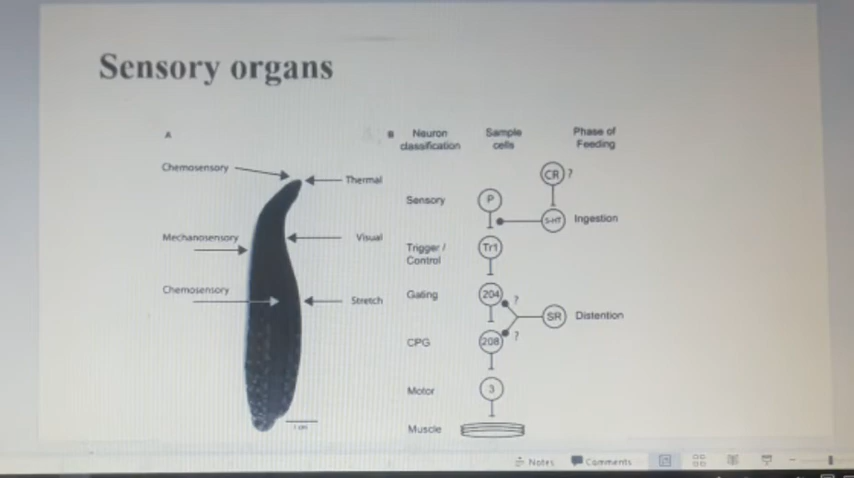 Sensory organs
A
Chemosensory
Thermal
Mechanosensory
Visual
Chemosensory
Stretch
1 cm
B
Neuron
classification
Sample
cells
Phase of
Feeding
CR ?
Sensory
P
5-HT
Ingestion
Trigger /
Control
Tr1
Gating
204
?
SR
Distention
CPG
208
?
Motor
3
Muscle
Notes
Comments